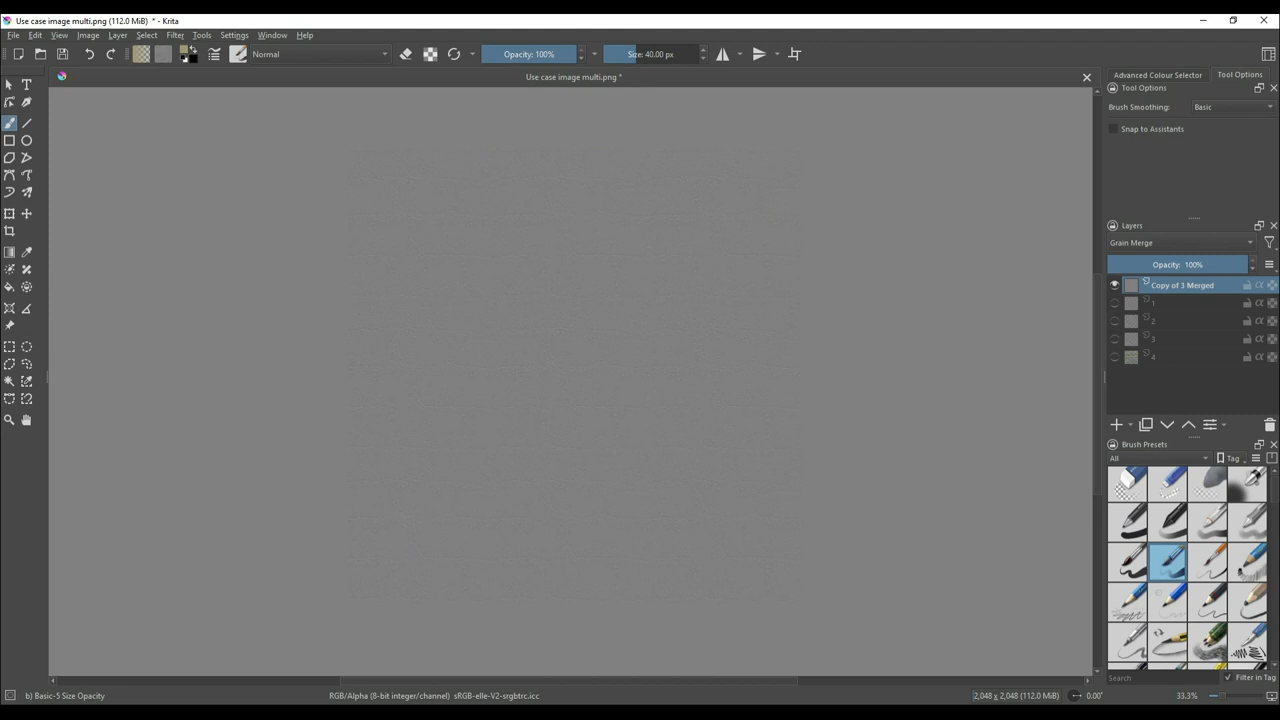 Use case image multi.png (112.0 MiB) * - Krita
File Edit View Image Layer Select Filter Tools Settings Window Help
Normal Opacity: 100% Size: 40.00 px
Use case image multi.png *
Advanced Colour Selector Tool Options
Tool Options
Brush Smoothing: Basic
Snap to Assistants
Layers
Grain Merge
Opacity: 100%
Copy of 3 Merged
1
2
3
4
Brush Presets
All Tag
Search Filter in Tag
b) Basic-5 Size Opacity RGB/Alpha (8-bit integer/channel) sRGB-elle-V2-srgbtrc.icc 2,048 x 2,048 (112.0 MiB) 0.00° 33.3%